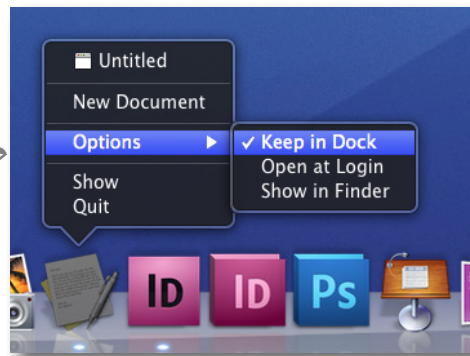 Untitled
New Document
Options
Keep in Dock
Open at Login
Show in Finder
Show
Quit
ID
ID
Ps